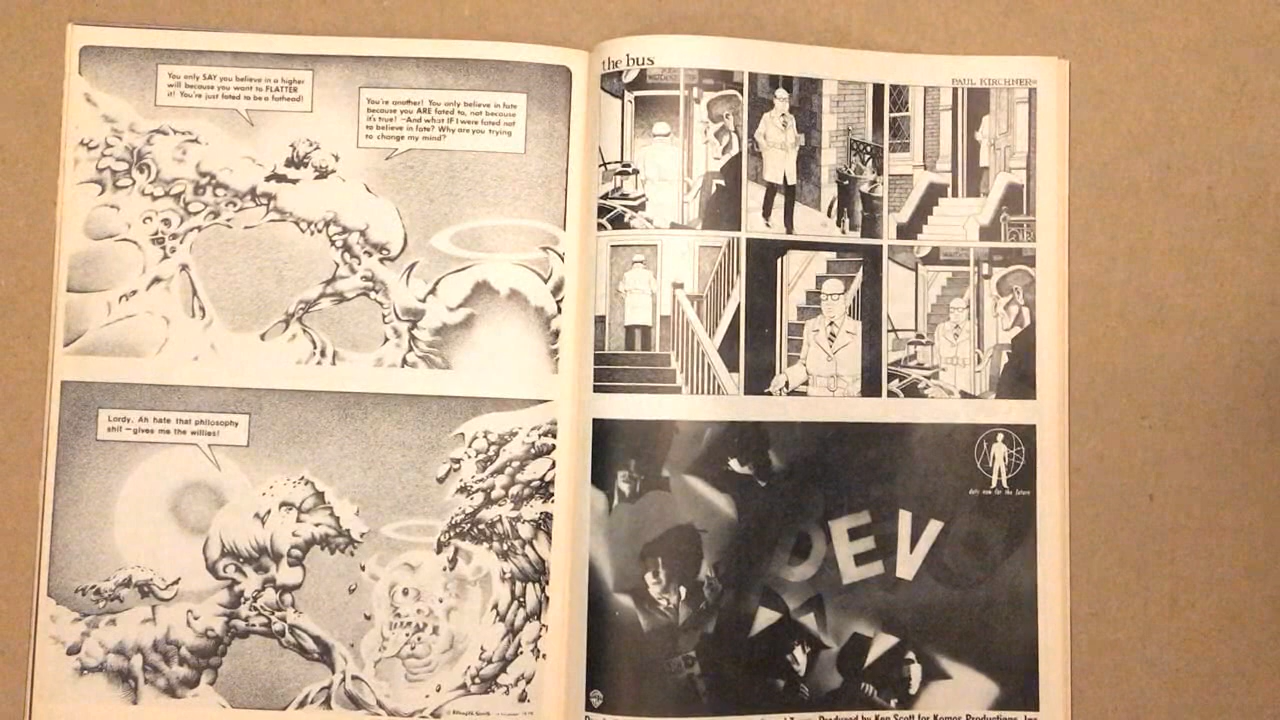 You only SAY you believe in a higher
will because you want to FLATTER
it! You're just fated to be a fathead!
You're another! You only believe in fate
because you ARE fated to, not because
it's true! —And what IF I were fated not
to believe in fate? Why are you trying
to change my mind?
Lordy, Ah hate that philosophy
shit — gives me the willies!
the bus
PAUL KIRCHNER
duty now for the future
DEVO
Produced by Ken Scott for Komos Productions, Inc.